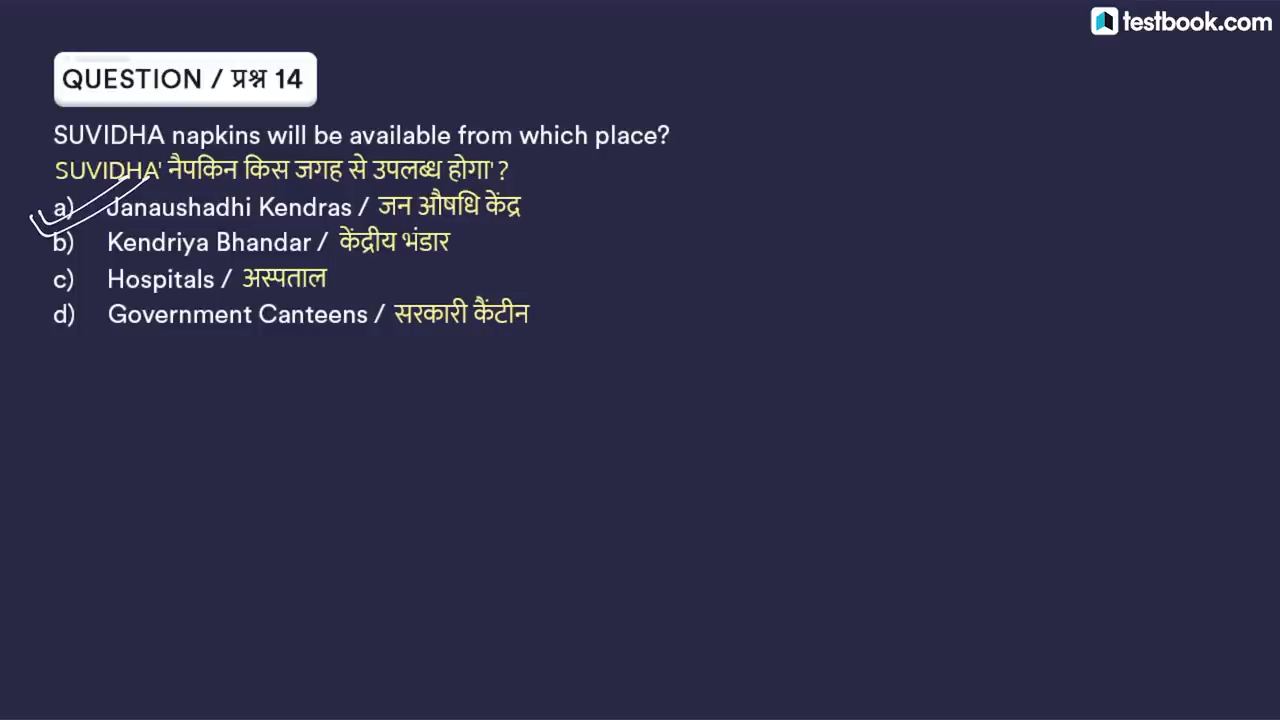 testbook.com
QUESTION / प्रश्न 14
SUVIDHA napkins will be available from which place?
SUVIDHA' नैपकिन किस जगह से उपलब्ध होगा' ?
a) Janaushadhi Kendras / जन औषधि केंद्र
b) Kendriya Bhandar / केंद्रीय भंडार
c) Hospitals / अस्पताल
d) Government Canteens / सरकारी कैंटीन